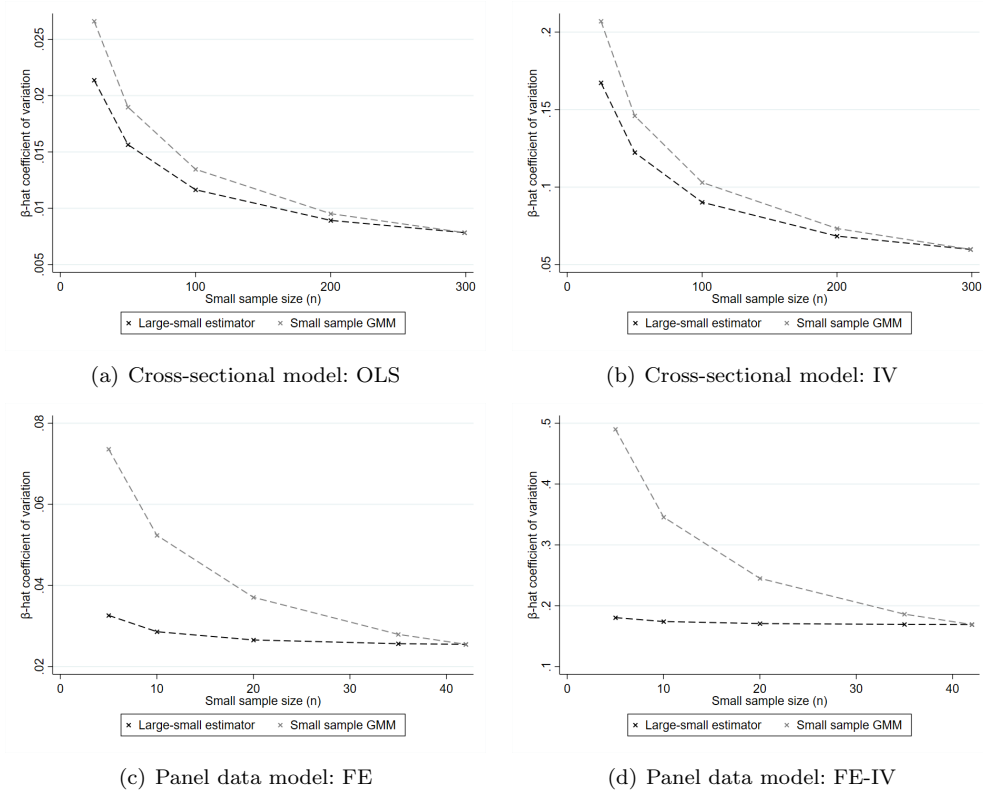 β-hat coefficient of variation
.005 .01 .015 .02 .025
0 100 200 300
Small sample size (n)
× Large-small estimator × Small sample GMM
(a) Cross-sectional model: OLS
β-hat coefficient of variation
.05 .1 .15 .2
0 100 200 300
Small sample size (n)
× Large-small estimator × Small sample GMM
(b) Cross-sectional model: IV
β-hat coefficient of variation
.02 .04 .06 .08
0 10 20 30 40
Small sample size (n)
× Large-small estimator × Small sample GMM
(c) Panel data model: FE
β-hat coefficient of variation
.1 .2 .3 .4 .5
0 10 20 30 40
Small sample size (n)
× Large-small estimator × Small sample GMM
(d) Panel data model: FE-IV